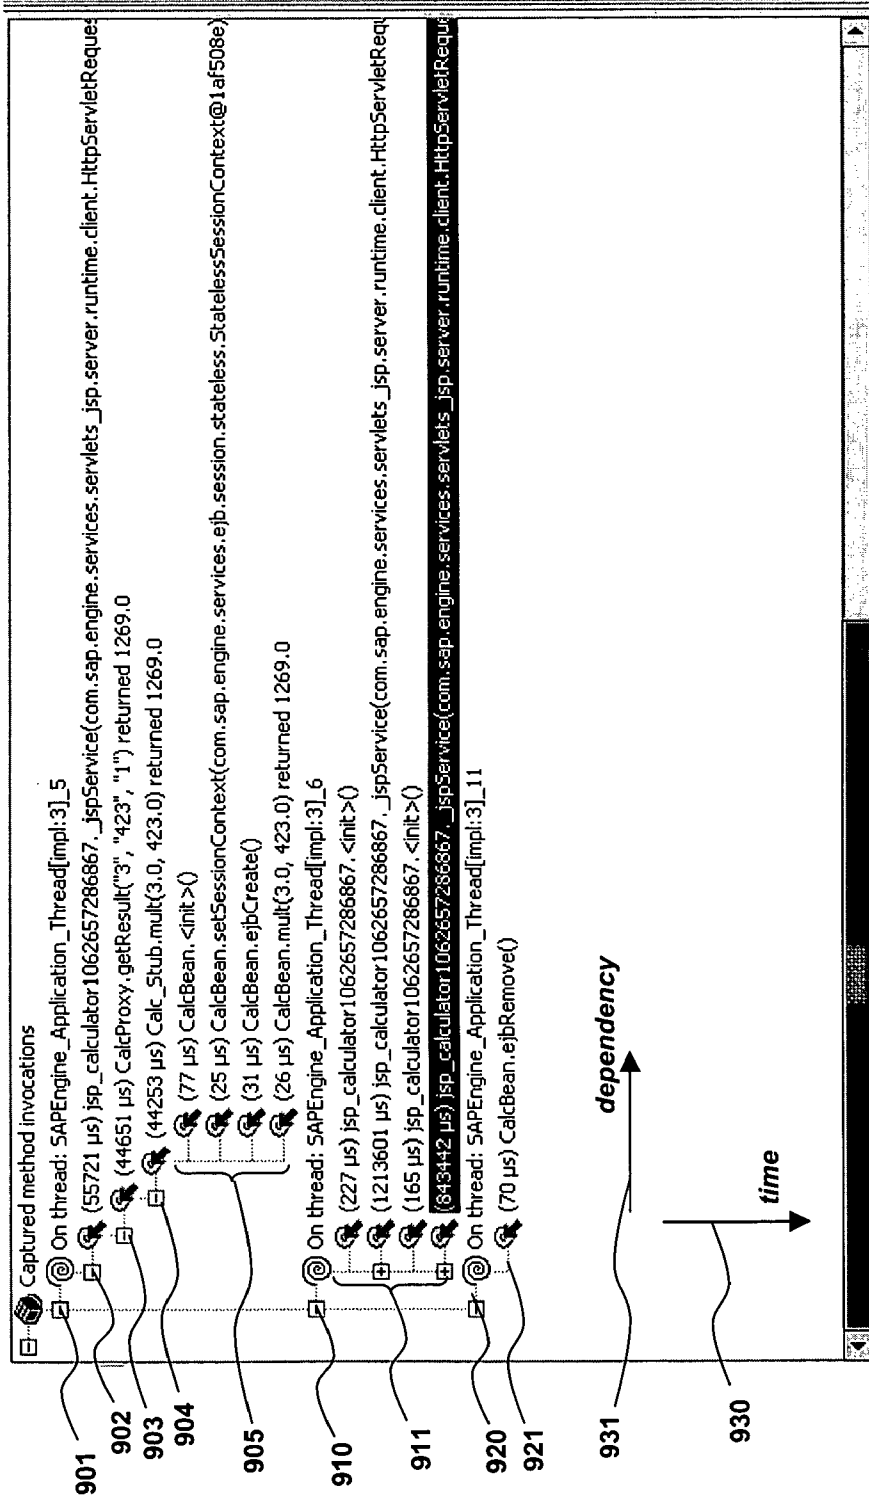 Captured method invocations
On thread: SAPEngine_Application_Thread[impl:3]_5
(55721 µs) jsp_calculator1062657286867._jspService(com.sap.engine.services.servlets_jsp.server.runtime.client.HttpServletReques
(44651 µs) CalcProxy.getResult("3", "423", "1") returned 1269.0
(44253 µs) Calc_Stub.mult(3.0, 423.0) returned 1269.0
(77 µs) CalcBean.<init>()
(25 µs) CalcBean.setSessionContext(com.sap.engine.services.ejb.session.stateless.StatelessSessionContext@1af508e)
(31 µs) CalcBean.ejbCreate()
(26 µs) CalcBean.mult(3.0, 423.0) returned 1269.0
On thread: SAPEngine_Application_Thread[impl:3]_6
(227 µs) jsp_calculator1062657286867.<init>()
(1213601 µs) jsp_calculator1062657286867._jspService(com.sap.engine.services.servlets_jsp.server.runtime.client.HttpServletRequ
(165 µs) jsp_calculator1062657286867.<init>()
(843442 µs) jsp_calculator1062657286867._jspService(com.sap.engine.services.servlets_jsp.server.runtime.client.HttpServletRequ
On thread: SAPEngine_Application_Thread[impl:3]_11
(70 µs) CalcBean.ejbRemove()
dependency
time
901
902
903
904
905
910
911
920
921
931
930